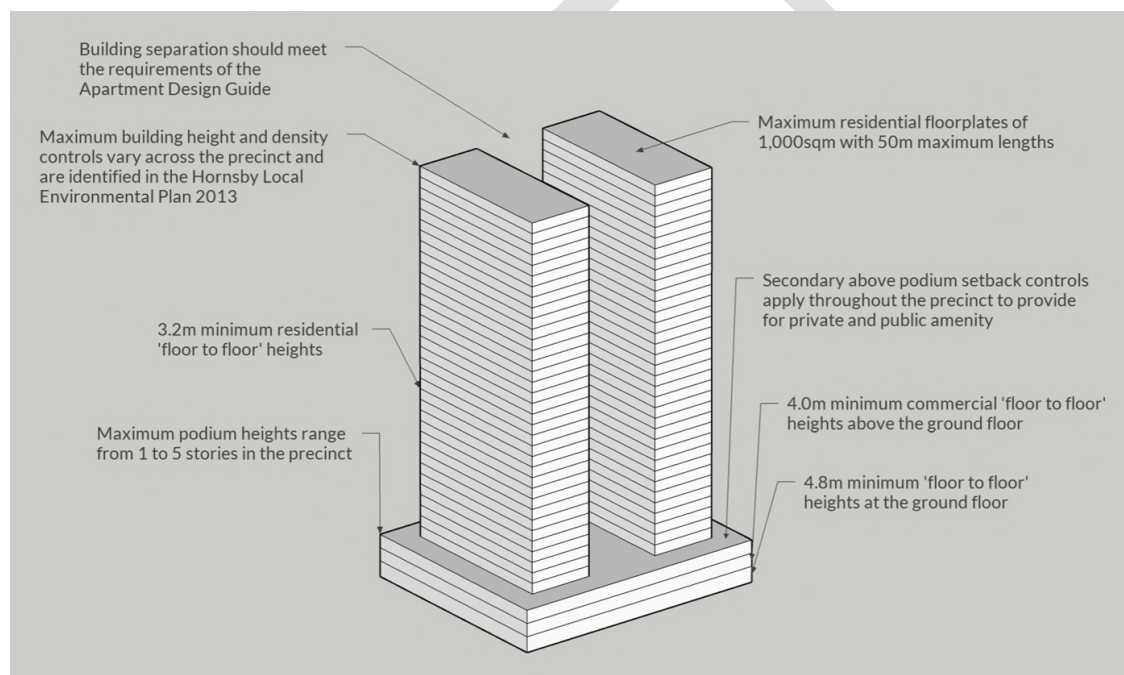 Building separation should meet
the requirements of the
Apartment Design Guide
Maximum building height and density
controls vary across the precinct and
are identified in the Hornsby Local
Environmental Plan 2013
3.2m minimum residential
'floor to floor' heights
Maximum podium heights range
from 1 to 5 stories in the precinct
Maximum residential floorplates of
1,000sqm with 50m maximum lengths
Secondary above podium setback controls
apply throughout the precinct to provide
for private and public amenity
4.0m minimum commercial 'floor to floor'
heights above the ground floor
4.8m minimum 'floor to floor'
heights at the ground floor